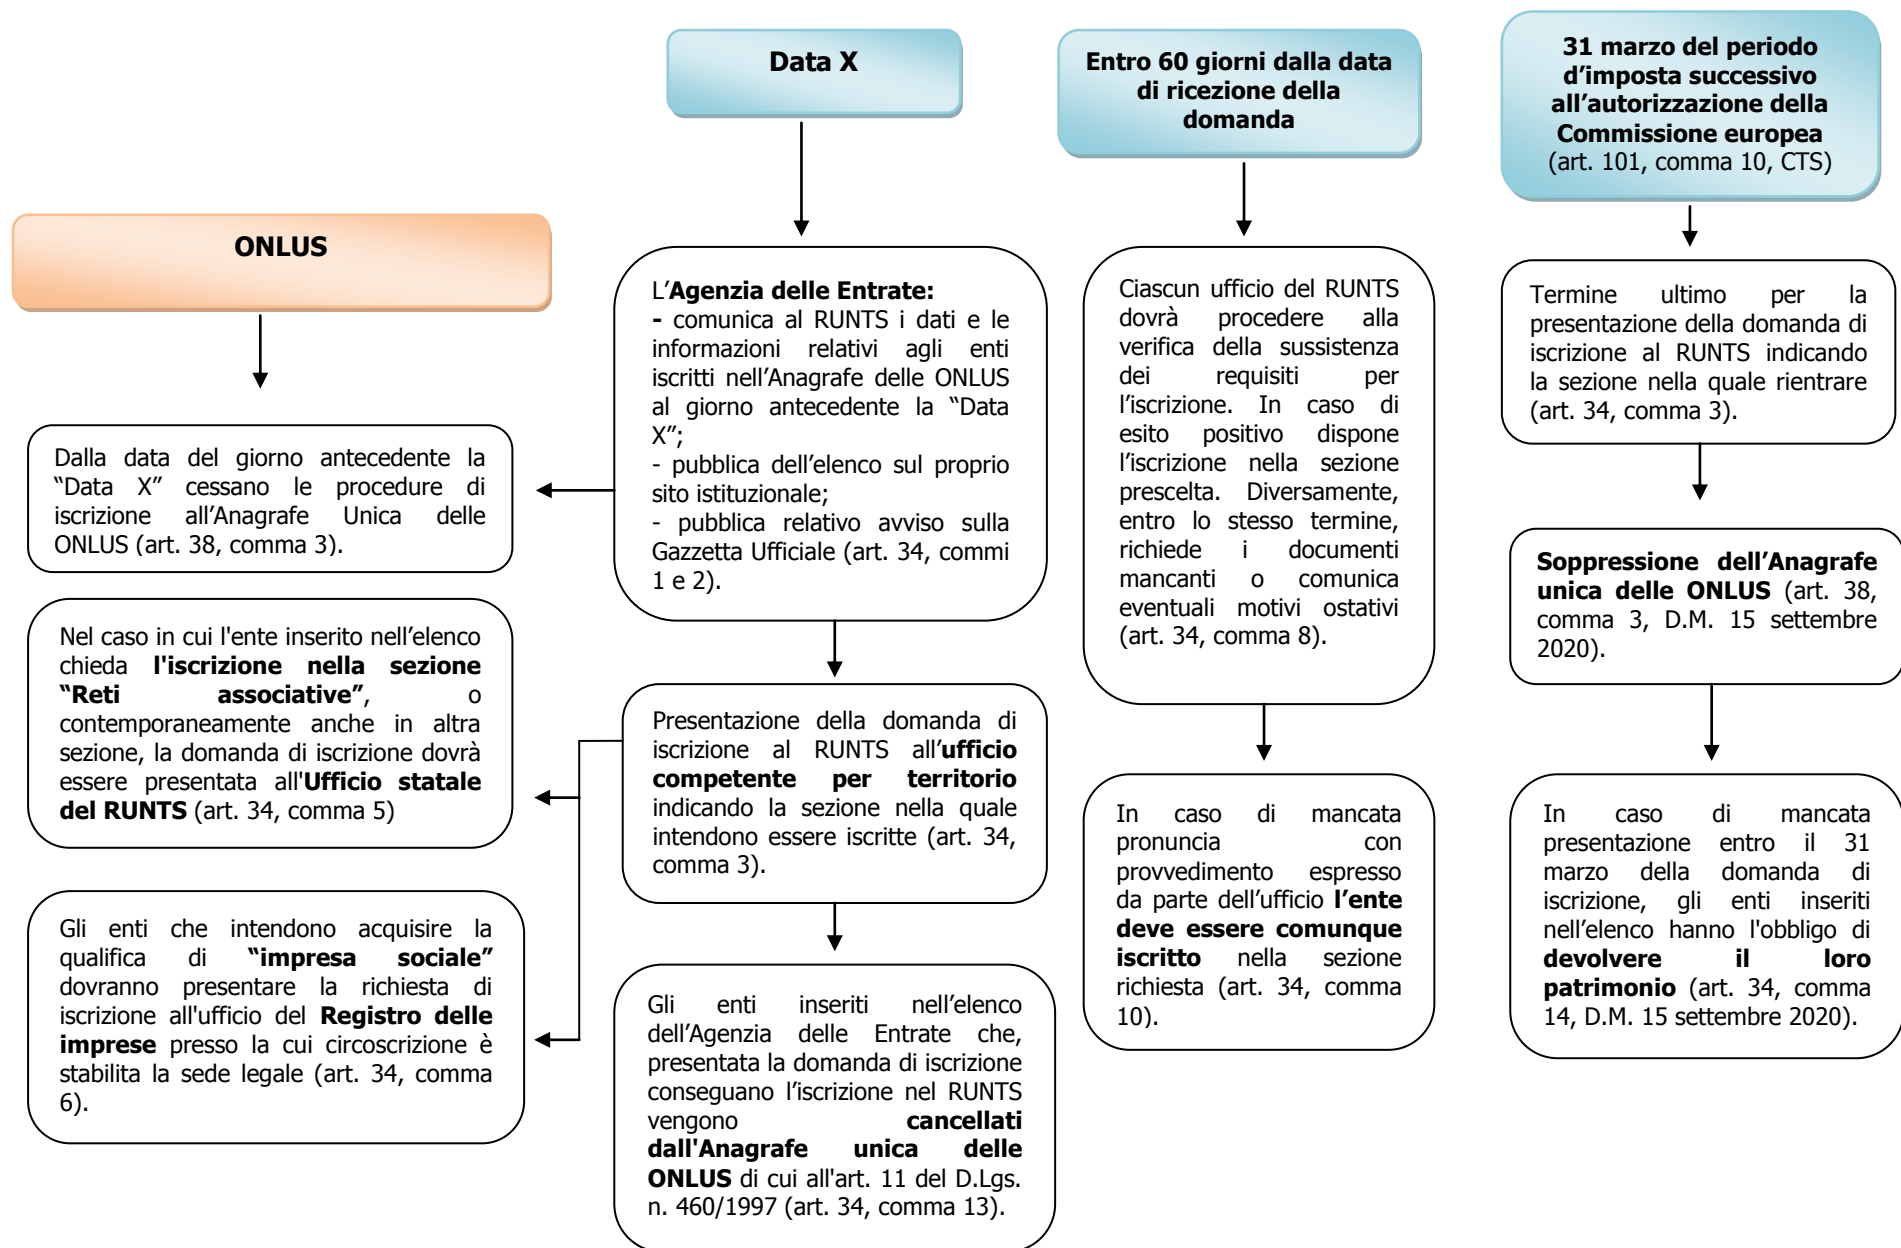 ONLUS
Dalla data del giorno antecedente la
“Data X” cessano le procedure di
iscrizione all’Anagrafe Unica delle
ONLUS (art. 38, comma 3).
Nel caso in cui l'ente inserito nell’elenco
chieda l'iscrizione nella sezione
“Reti associative”, o
contemporaneamente anche in altra
sezione, la domanda di iscrizione dovrà
essere presentata all'Ufficio statale
del RUNTS (art. 34, comma 5)
Gli enti che intendono acquisire la
qualifica di “impresa sociale”
dovranno presentare la richiesta di
iscrizione all'ufficio del Registro delle
imprese presso la cui circoscrizione è
stabilita la sede legale (art. 34, comma
6).
Data X
L’Agenzia delle Entrate:
- comunica al RUNTS i dati e le
informazioni relativi agli enti
iscritti nell’Anagrafe delle ONLUS
al giorno antecedente la “Data
X”;
- pubblica dell’elenco sul proprio
sito istituzionale;
- pubblica relativo avviso sulla
Gazzetta Ufficiale (art. 34, commi
1 e 2).
Presentazione della domanda di
iscrizione al RUNTS all’ufficio
competente per territorio
indicando la sezione nella quale
intendono essere iscritte (art. 34,
comma 3).
Gli enti inseriti nell’elenco
dell’Agenzia delle Entrate che,
presentata la domanda di iscrizione
conseguano l’iscrizione nel RUNTS
vengono cancellati
dall'Anagrafe unica delle
ONLUS di cui all'art. 11 del D.Lgs.
n. 460/1997 (art. 34, comma 13).
Entro 60 giorni dalla data
di ricezione della
domanda
Ciascun ufficio del RUNTS
dovrà procedere alla
verifica della sussistenza
dei requisiti per
l’iscrizione. In caso di
esito positivo dispone
l’iscrizione nella sezione
prescelta. Diversamente,
entro lo stesso termine,
richiede i documenti
mancanti o comunica
eventuali motivi ostativi
(art. 34, comma 8).
In caso di mancata
pronuncia con
provvedimento espresso
da parte dell’ufficio l’ente
deve essere comunque
iscritto nella sezione
richiesta (art. 34, comma
10).
31 marzo del periodo
d’imposta successivo
all’autorizzazione della
Commissione europea
(art. 101, comma 10, CTS)
Termine ultimo per la
presentazione della domanda di
iscrizione al RUNTS indicando
la sezione nella quale rientrare
(art. 34, comma 3).
Soppressione dell’Anagrafe
unica delle ONLUS (art. 38,
comma 3, D.M. 15 settembre
2020).
In caso di mancata
presentazione entro il 31
marzo della domanda di
iscrizione, gli enti inseriti
nell’elenco hanno l'obbligo di
devolvere il loro
patrimonio (art. 34, comma
14, D.M. 15 settembre 2020).